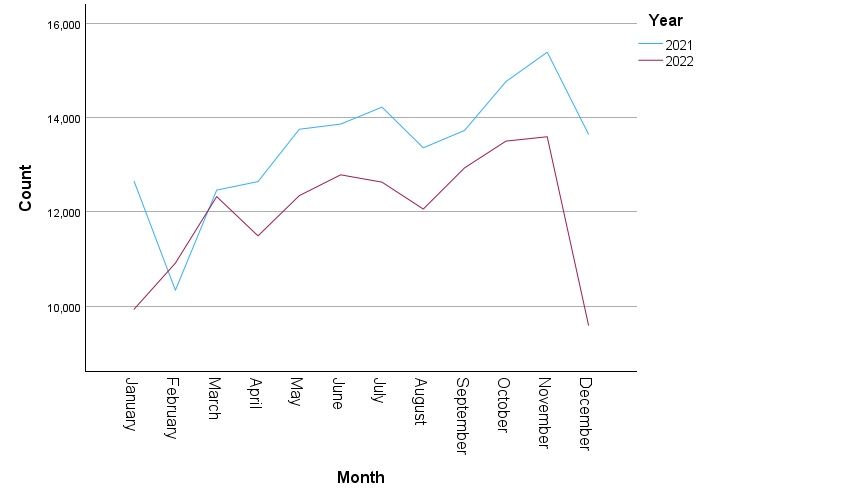 Year
2021
2022
16,000
14,000
12,000
10,000
Count
January
February
March
April
May
June
July
August
September
October
November
December
Month